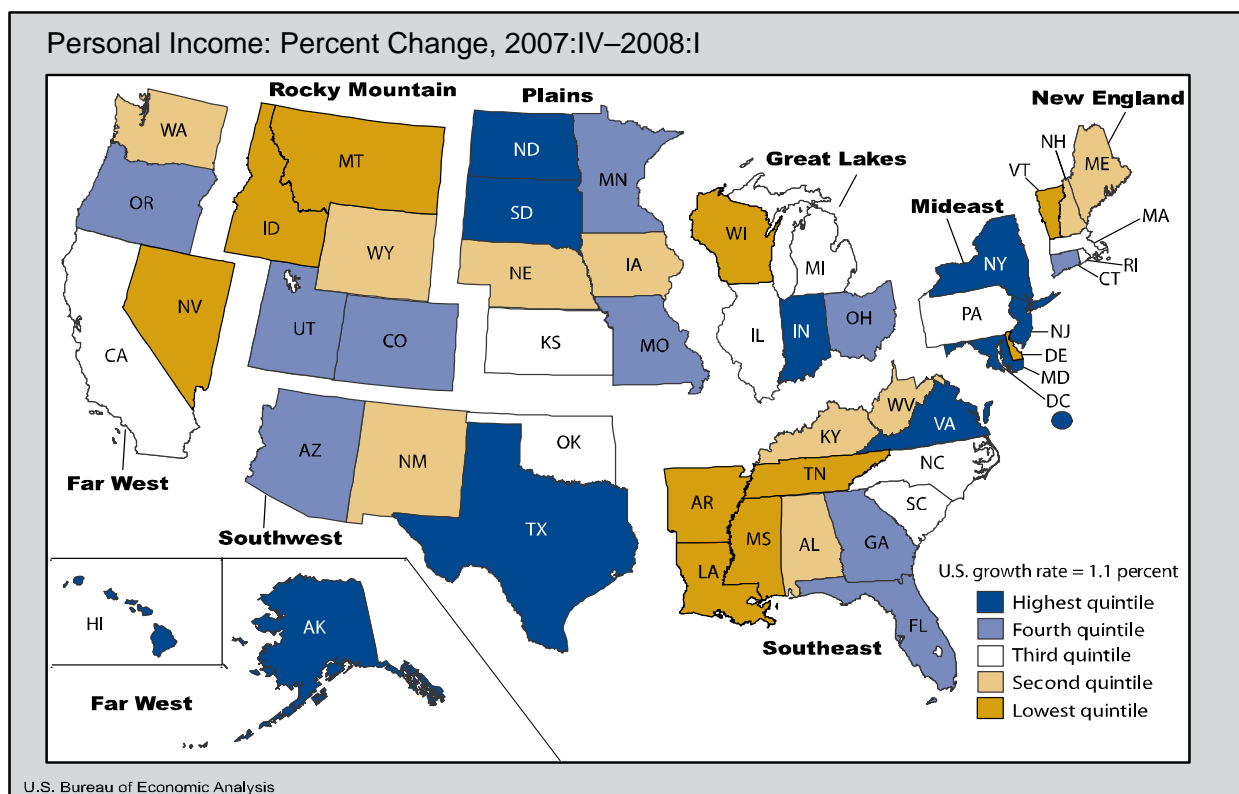 Personal Income: Percent Change, 2007:IV–2008:I
Rocky Mountain
Plains
New England
Great Lakes
Mideast
WA
OR
CA
NV
ID
MT
WY
UT
CO
ND
SD
NE
KS
MN
IA
MO
WI
MI
IL
IN
OH
NY
PA
VT
NH
ME
MA
RI
CT
NJ
DE
MD
DC
AZ
NM
OK
TX
AR
LA
MS
AL
TN
KY
WV
VA
NC
SC
GA
FL
Far West
Southwest
Southeast
HI
AK
Far West
U.S. growth rate = 1.1 percent
Highest quintile
Fourth quintile
Third quintile
Second quintile
Lowest quintile
U.S. Bureau of Economic Analysis